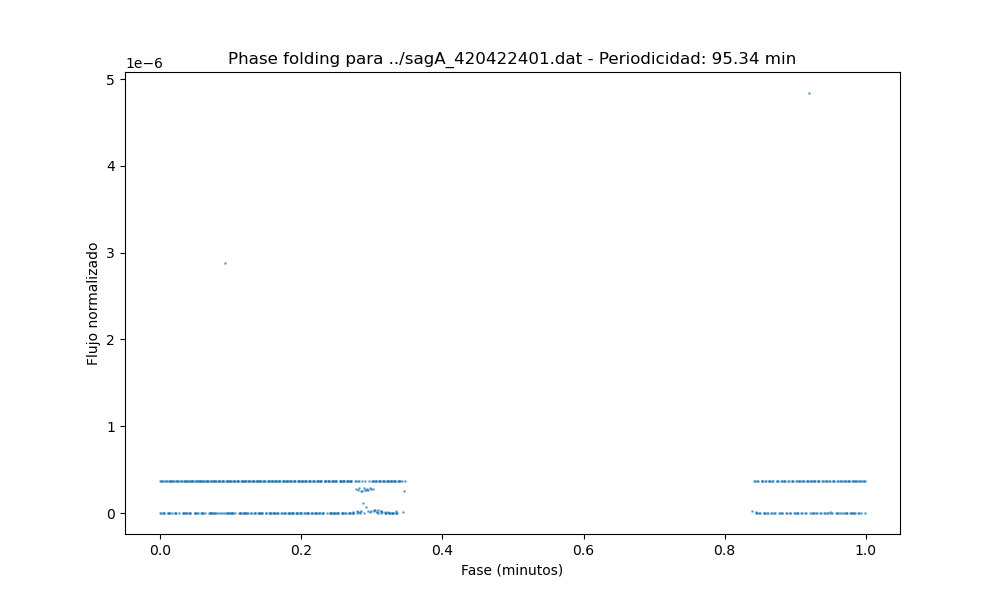 Phase folding para ../sagA_420422401.dat - Periodicidad: 95.34 min
1e−6
5
4
3
2
1
0
Flujo normalizado
0.0 0.2 0.4 0.6 0.8 1.0
Fase (minutos)